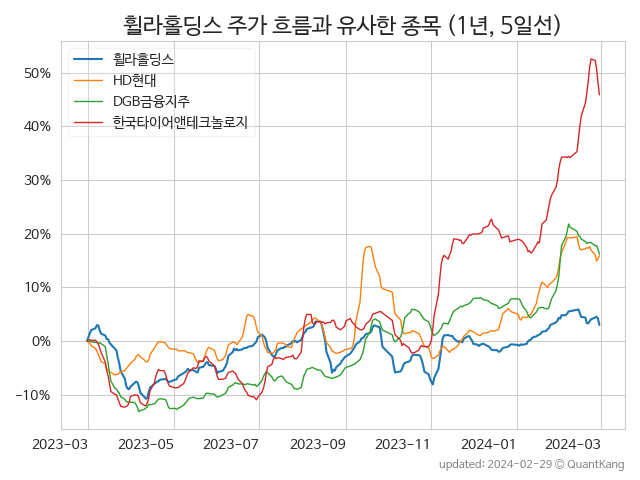 휠라홀딩스 주가 흐름과 유사한 종목 (1년, 5일선)
휠라홀딩스
HD현대
DGB금융지주
한국타이어앤테크놀로지
50%
40%
30%
20%
10%
0%
−10%
2023-03 2023-05 2023-07 2023-09 2023-11 2024-01 2024-03
updated: 2024-02-29 © QuantKang